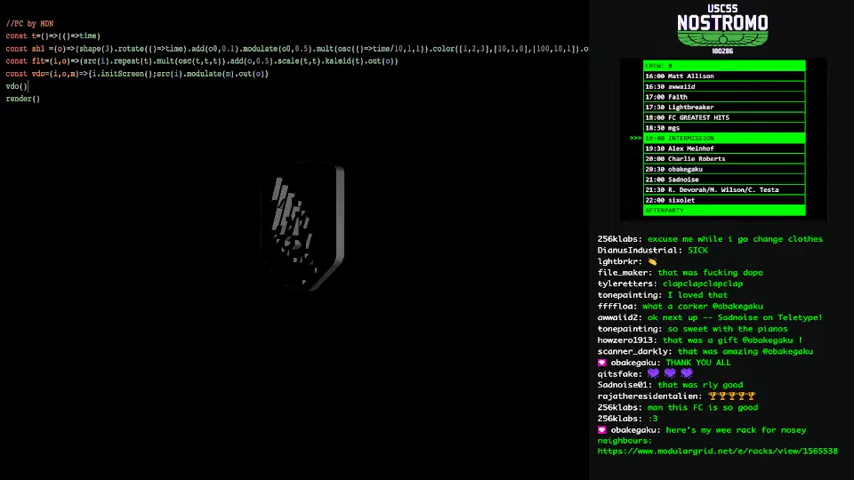 //FC by MDN
const t=()=>(()=>time)
const sh1 =(o)=>(shape(3).rotate(()=>time).add(o0,0.1).modulate(o0,0.5).mult(osc(()=>time/10,1,1)).color([1,2,3],[10,1,0],[100,10,1]).o
const flt=(i,o)=>(src(i).repeat(t).mult(osc(t,t,t)).add(o,0.5).scale(t,t).kaleid(t).out(o))
const vdo=(i,o,m)=>{i.initScreen();src(i).modulate(m).out(o)}
vdo()
render()
USCSS
NOSTROMO
180286
CREW: 8
16:00 Matt Allison
16:30 awwaiid
17:00 Faith
17:30 Lightbreaker
18:00 FC GREATEST HITS
18:30 mgs
>>> 19:00 INTERMISSION
19:30 Alex Meinhof
20:00 Charlie Roberts
20:30 obakegaku
21:00 Sadnoise
21:30 R. Devorah/M. Wilson/C. Testa
22:00 sixolet
AFTERPARTY
256klabs: excuse me while i go change clothes
DianusIndustrial: SICK
lghtbrkr: 👏
file_maker: that was fucking dope
tyleretters: clapclapclapclap
tonepainting: I loved that
ffffloa: what a corker @obakegaku
awwaiid2: ok next up -- Sadnoise on Teletype!
tonepainting: so sweet with the pianos
howzero1913: that was a gift @obakegaku !
scanner_darkly: that was amazing @obakegaku
obakegaku: THANK YOU ALL
qitsfake: 💜 💜 💜
Sadnoise01: that was rly good
rajatheresidentalien: 🏆🏆🏆🏆🏆
256klabs: man this FC is so good
256klabs: :3
obakegaku: here's my wee rack for nosey
neighbours:
https://www.modulargrid.net/e/racks/view/1565538